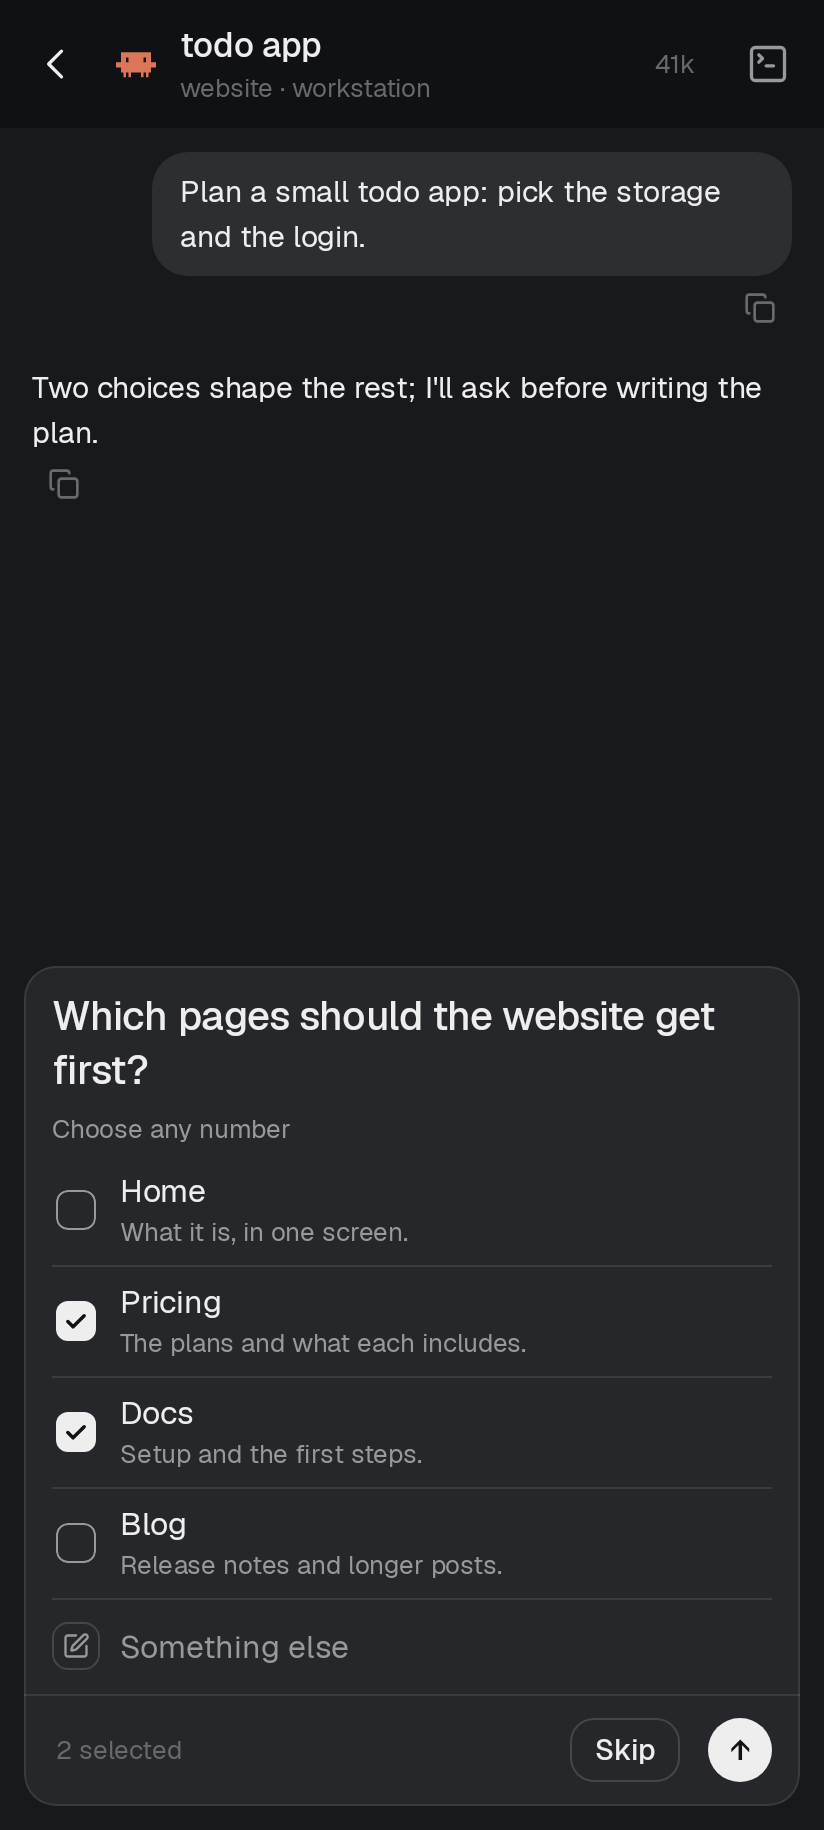 todo app
website · workstation
41k
Plan a small todo app: pick the storage
and the login.
Two choices shape the rest; I'll ask before writing the
plan.
Which pages should the website get
first?
Choose any number
Home
What it is, in one screen.
Pricing
The plans and what each includes.
Docs
Setup and the first steps.
Blog
Release notes and longer posts.
Something else
2 selected
Skip